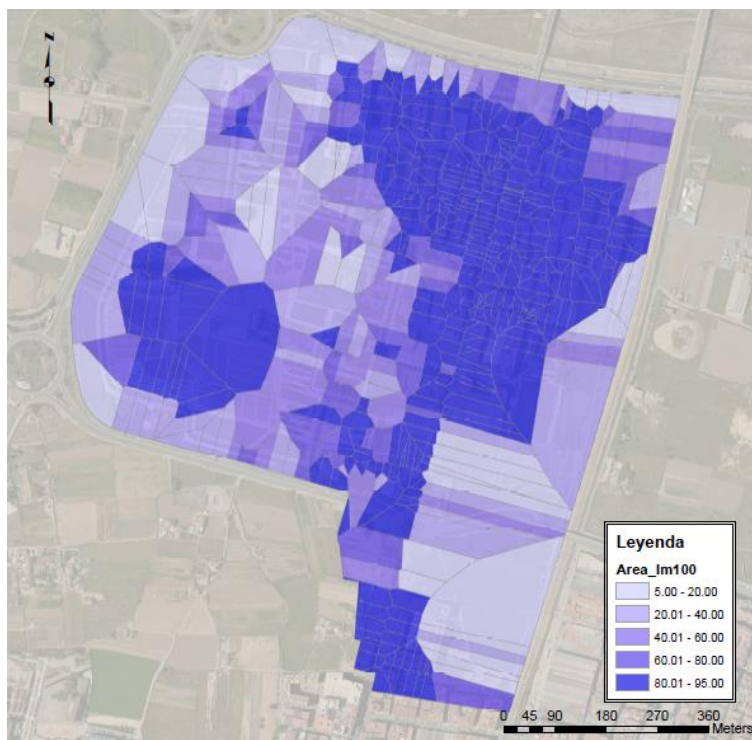 z
Leyenda
Area_Im100
5.00 - 20.00
20.01 - 40.00
40.01 - 60.00
60.01 - 80.00
80.01 - 95.00
0 45 90 180 270 360
Meters